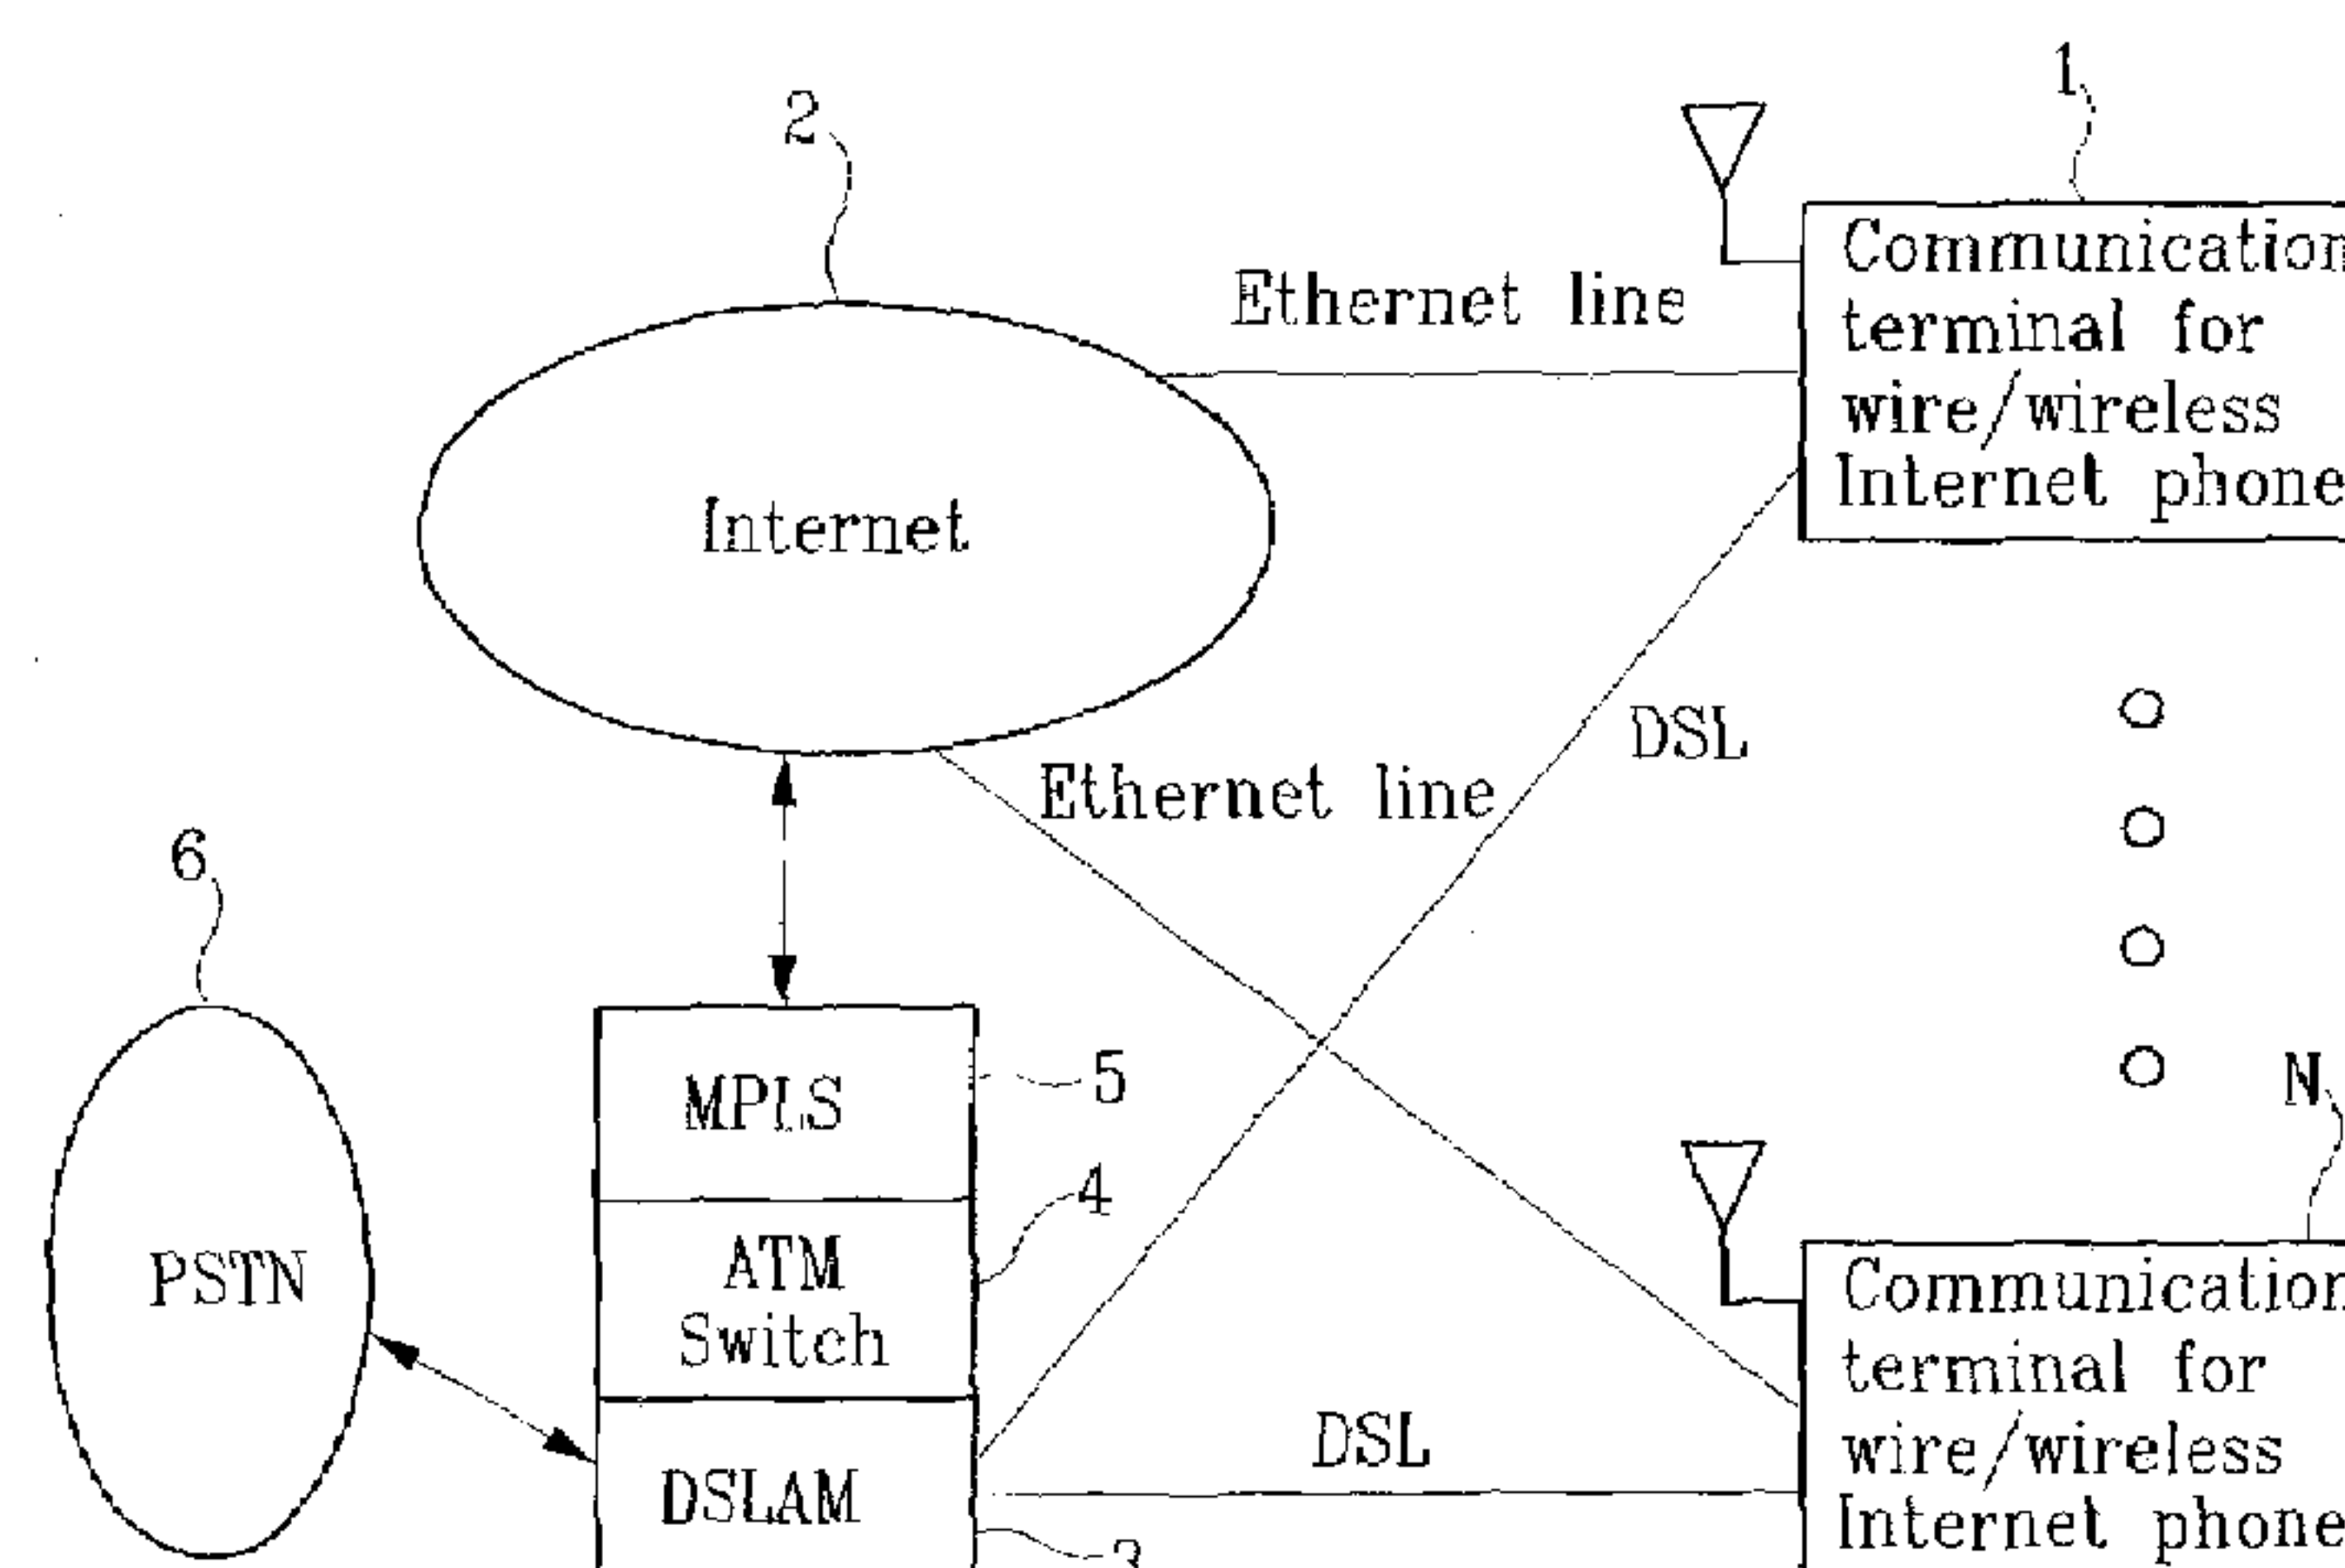 1
2
Communication
terminal for
wire/wireless
Internet phone
Ethernet line
Internet
DSL
Ethernet line
6
MPLS
5
N
4
ATM
Switch
PSTN
Communication
terminal for
wire/wireless
Internet phone
DSL
DSLAM
3